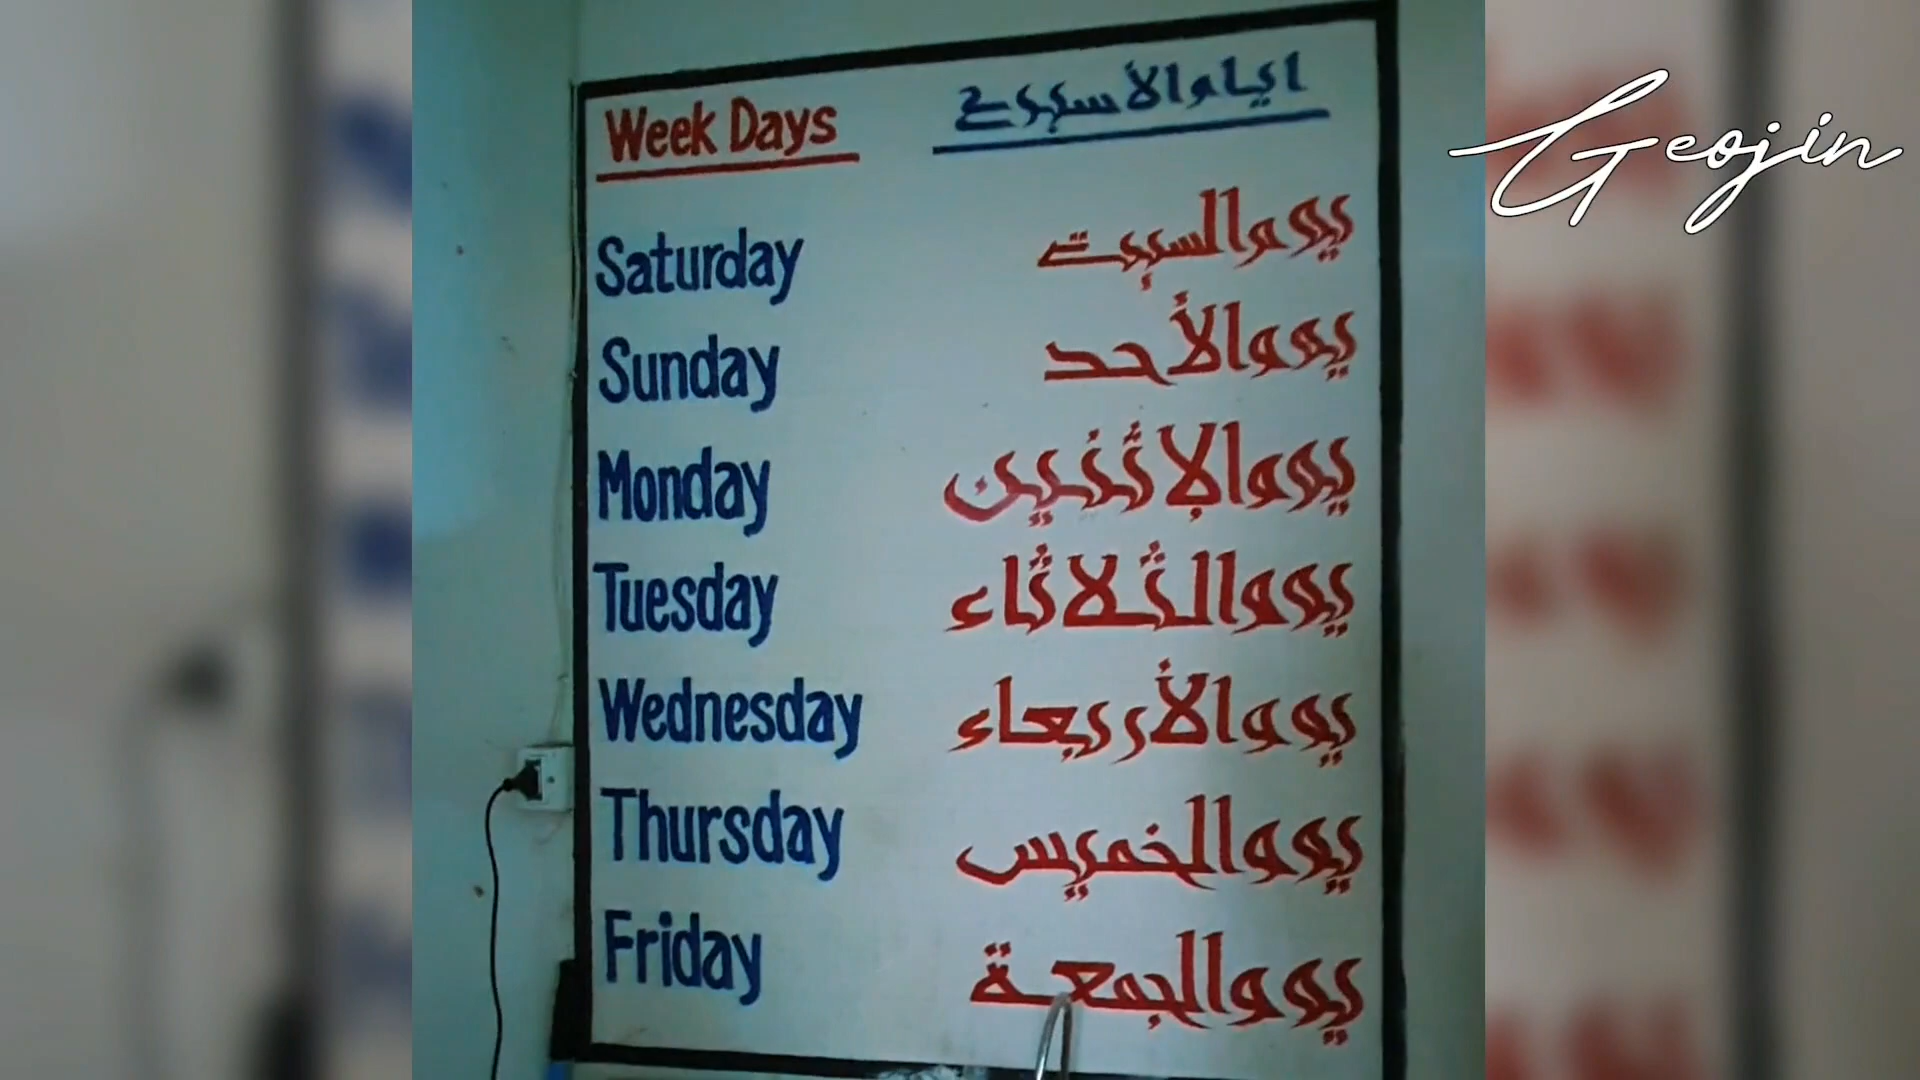 Week Days
ايام الأسبوع
Saturday
يوم السبت
Sunday
يوم الأحد
Monday
يوم الإثنين
Tuesday
يوم الثلاثاء
Wednesday
يوم الأربعاء
Thursday
يوم الخميس
Friday
يوم الجمعة
Geojin